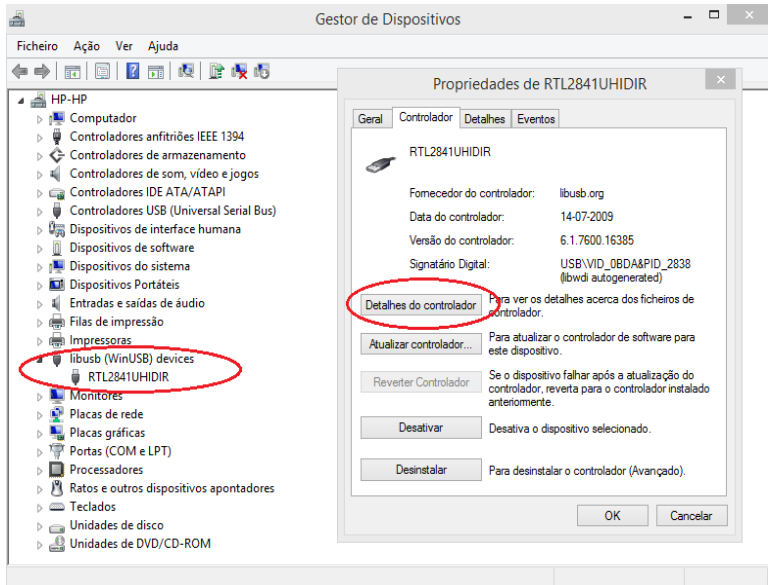 Gestor de Dispositivos
Ficheiro Ação Ver Ajuda
HP-HP
Computador
Controladores anfitriões IEEE 1394
Controladores de armazenamento
Controladores de som, vídeo e jogos
Controladores IDE ATA/ATAPI
Controladores USB (Universal Serial Bus)
Dispositivos de interface humana
Dispositivos de software
Dispositivos do sistema
Dispositivos Portáteis
Entradas e saídas de áudio
Filas de impressão
Impressoras
libusb (WinUSB) devices
RTL2841UHIDIR
Monitores
Placas de rede
Placas gráficas
Portas (COM e LPT)
Processadores
Ratos e outros dispositivos apontadores
Teclados
Unidades de disco
Unidades de DVD/CD-ROM
Propriedades de RTL2841UHIDIR
Geral Controlador Detalhes Eventos
RTL2841UHIDIR
Fornecedor do controlador: libusb.org
Data do controlador: 14-07-2009
Versão do controlador: 6.1.7600.16385
Signatário Digital: USB\VID_0BDA&PID_2838
(libwdi autogenerated)
Detalhes do controlador Para ver os detalhes acerca dos ficheiros de
controlador.
Atualizar controlador... Para atualizar o controlador de software para
este dispositivo.
Reverter Controlador Se o dispositivo falhar após a atualização do
controlador, reverta para o controlador instalado
anteriormente.
Desativar Desativa o dispositivo selecionado.
Desinstalar Para desinstalar o controlador (Avançado).
OK Cancelar